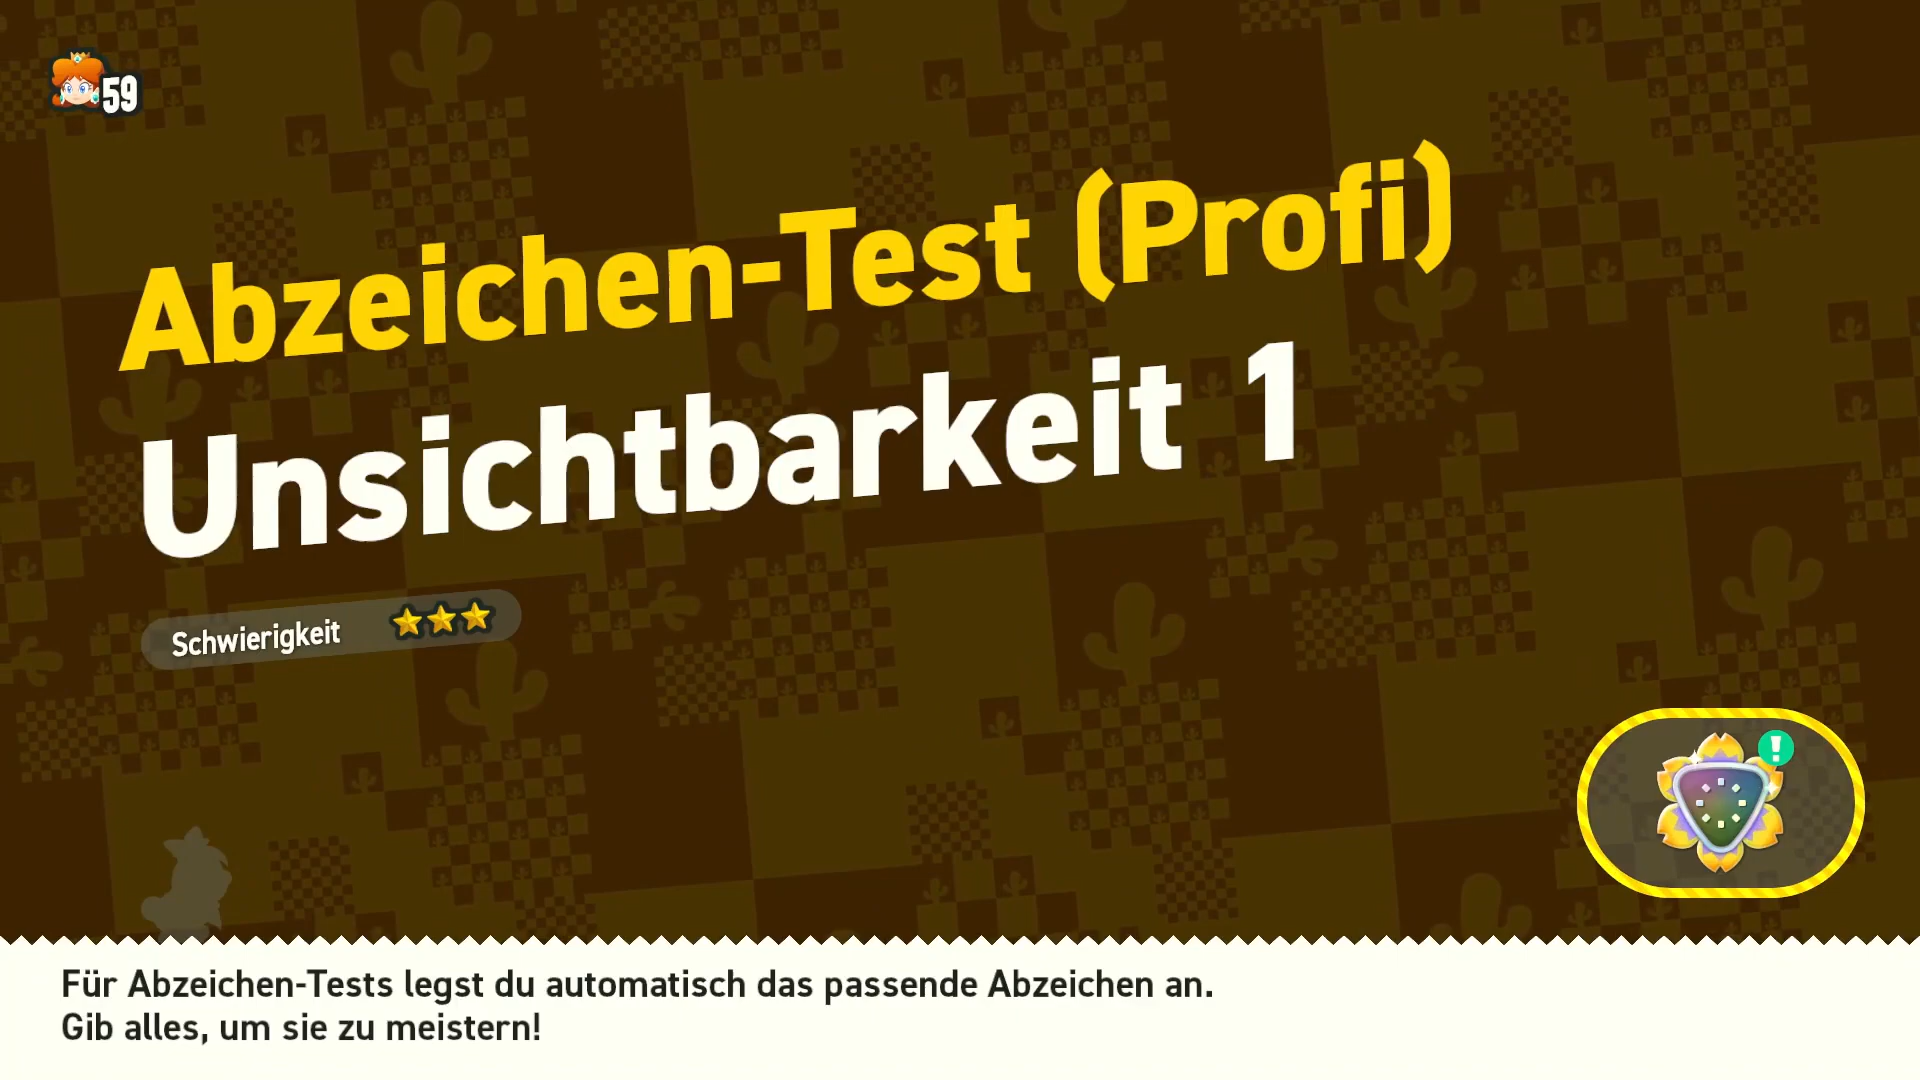 59
Abzeichen-Test (Profi)
Unsichtbarkeit 1
Schwierigkeit
Für Abzeichen-Tests legst du automatisch das passende Abzeichen an.
Gib alles, um sie zu meistern!